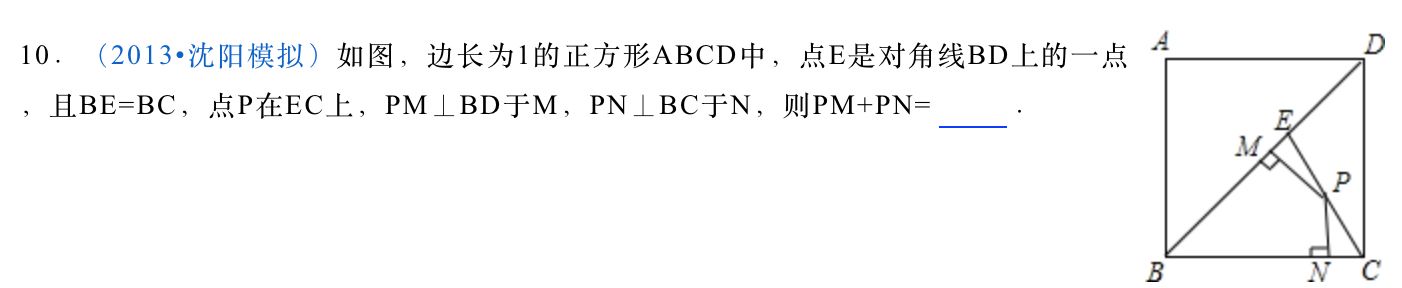 10. （2013•沈阳模拟）如图，边长为1的正方形ABCD中，点E是对角线BD上的一点
，且BE=BC，点P在EC上，PM⊥BD于M，PN⊥BC于N，则PM+PN= ____ .
A D
E
M
P
B N C